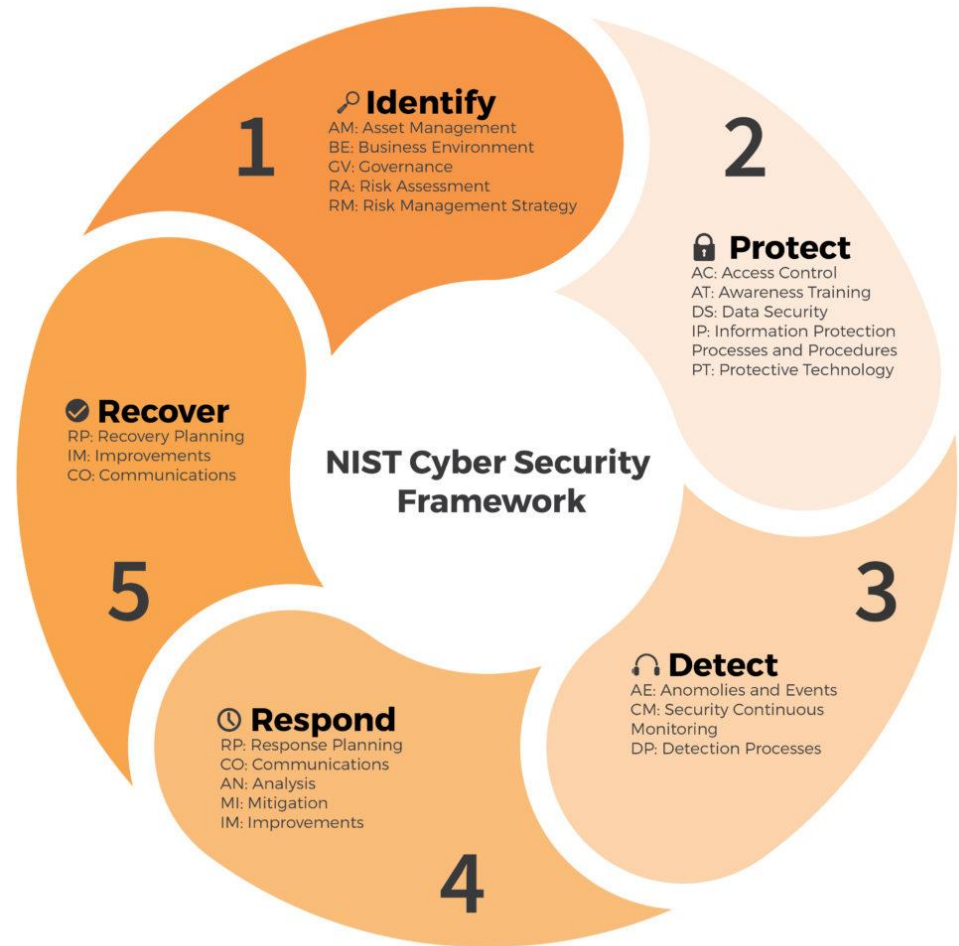 1
Identify
AM: Asset Management
BE: Business Environment
GV: Governance
RA: Risk Assessment
RM: Risk Management Strategy
2
Protect
AC: Access Control
AT: Awareness Training
DS: Data Security
IP: Information Protection
Processes and Procedures
PT: Protective Technology
3
Detect
AE: Anomolies and Events
CM: Security Continuous
Monitoring
DP: Detection Processes
4
Respond
RP: Response Planning
CO: Communications
AN: Analysis
MI: Mitigation
IM: Improvements
5
Recover
RP: Recovery Planning
IM: Improvements
CO: Communications
NIST Cyber Security
Framework